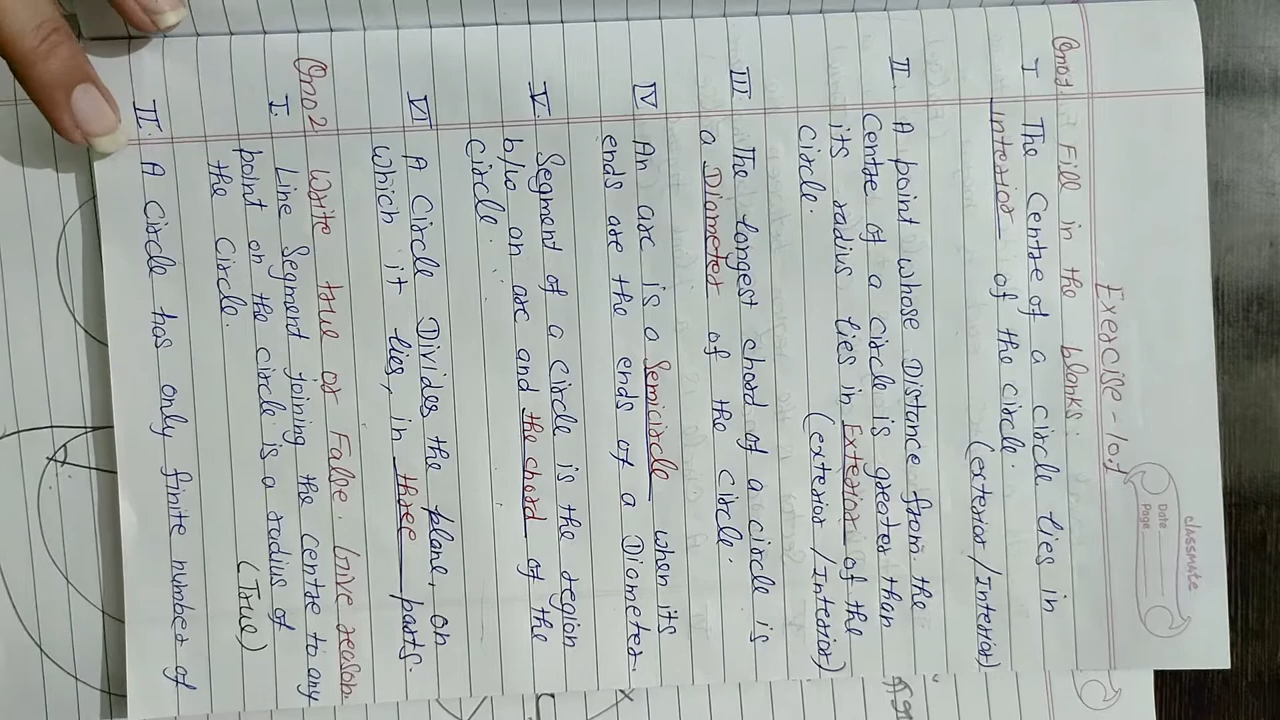 classmate
Date
Page
Exercise - 10.1
Qno1. Fill in the blanks.
I The Centre of a circle lies in
interior of the circle. (exterior/Interior)
II. A point whose Distance from the
Centre of a circle is greater than
its radius lies in Exterior of the
circle. (exterior/Interior)
III. The longest chord of a circle is
a Diameter of the circle.
IV An arc is a Semicircle when its
ends are the ends of a Diameter.
V. Segment of a circle is the region
b/w an arc and the chord of the
circle.
VI A Circle Divides the plane, on
which it lies, in three parts.
Qno2 Write true or False. Give reason.
I. Line Segment joining the centre to any
point on the circle is a radius of
the Circle. (True)
II. A Circle has only finite number of